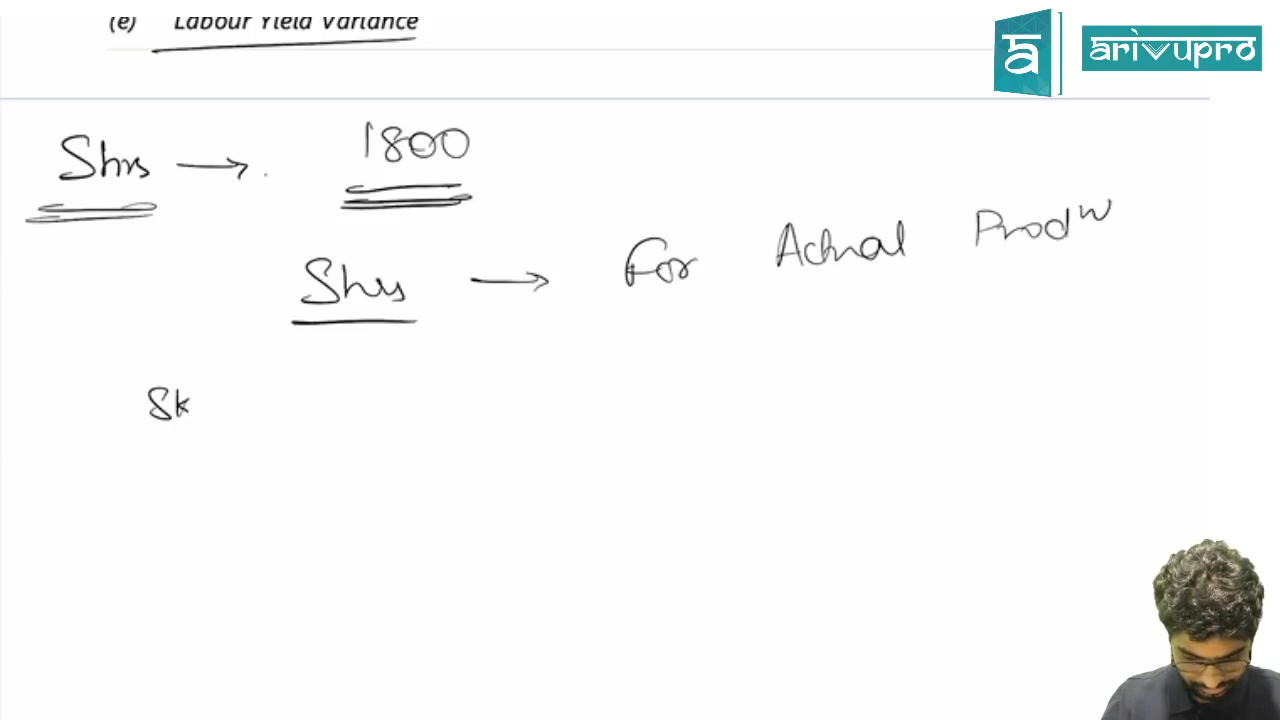 (e) Labour Yield Variance
ā arivupro
Shrs → 1800
Shrs → For Actual Prodn
Sk